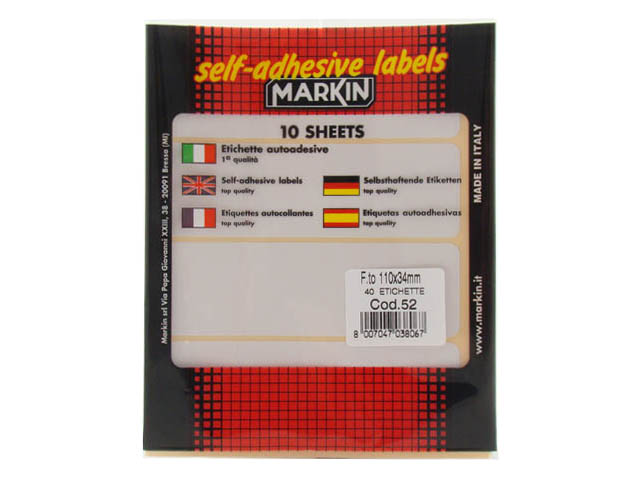 self-adhesive labels
MARKIN
10 SHEETS
Etichette autoadesive
1ª qualità
Self-adhesive labels
top quality
Selbsthaftende Etiketten
top quality
Etiquettes autocollantes
top quality
Etiquetas autoadhesivas
top quality
F.to 110x34mm
40 ETICHETTE
Cod.52
8 007047 038067
Markin srl Via Papa Giovanni XXIII, 38 - 20091 Bresso (MI)
MADE IN ITALY
www.markin.it